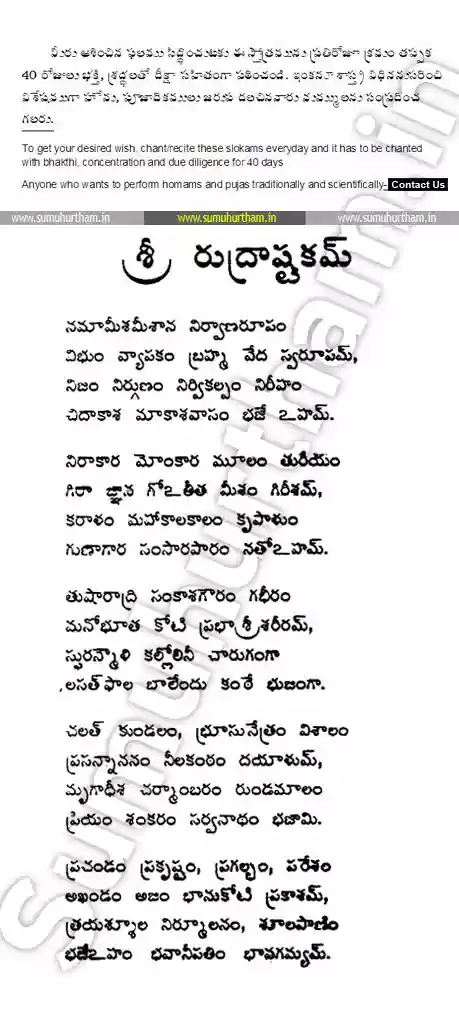 మీరు ఆశించిన ఫలము సిద్ధించుటకు ఈ స్తోత్రమును ప్రతిరోజూ క్రమం తప్పక
40 రోజులు భక్తి, శ్రద్ధలతో దీక్షా సహితంగా పఠించండి. ఇంకనూ శాస్త్ర విధిననుసరించి
విశేషముగా హోమ, పూజాదికములు జరుప దలచినవారు మమ్ములను సంప్రదించ
గలరు.
To get your desired wish. chant/recite these slokams everyday and it has to be chanted
with bhakthi, concentration and due diligence for 40 days
Anyone who wants to perform homams and pujas traditionally and scientifically- Contact Us
www.sumuhurtham.in www.sumuhurtham.in www.sumuhurtham.in
శ్రీ రుద్రాష్టకమ్
నమామీశమీశాన నిర్వాణరూపం
విభుం వ్యాపకం బ్రహ్మ వేద స్వరూపమ్,
నిజం నిర్గుణం నిర్వికల్పం నిరీహం
చిదాకాశ మాకాశవాసం భజే ఽహమ్.
నిరాకార మోంకార మూలం తురీయం
గిరా జ్ఞాన గోఽతీత మీశం గిరీశమ్,
కరాళం మహాకాలకాలం కృపాళుం
గుణాగార సంసారపారం నతోఽహమ్.
తుషారాద్రి సంకాశగౌరం గభీరం
మనోభూత కోటి ప్రభా శ్రీశరీరమ్,
స్ఫురన్మౌళి కల్లోలినీ చారుగంగా
లసత్ఫాల బాలేందు కంఠే భుజంగా.
చలత్ కుండలం, భ్రూసునేత్రం విశాలం
ప్రసన్నాననం నీలకంఠం దయాళుమ్,
మృగాధీశ చర్మాంబరం రుండమాలం
ప్రియం శంకరం సర్వనాథం భజామి.
ప్రచండం ప్రకృష్టం, ప్రగల్భం, పరేశం
అఖండం అజం భానుకోటి ప్రకాశమ్,
త్రయశ్శూల నిర్మూలనం, శూలపాణిం
భజేఽహం భవానీపతిం భావగమ్యమ్.
Sumuhurtham.in